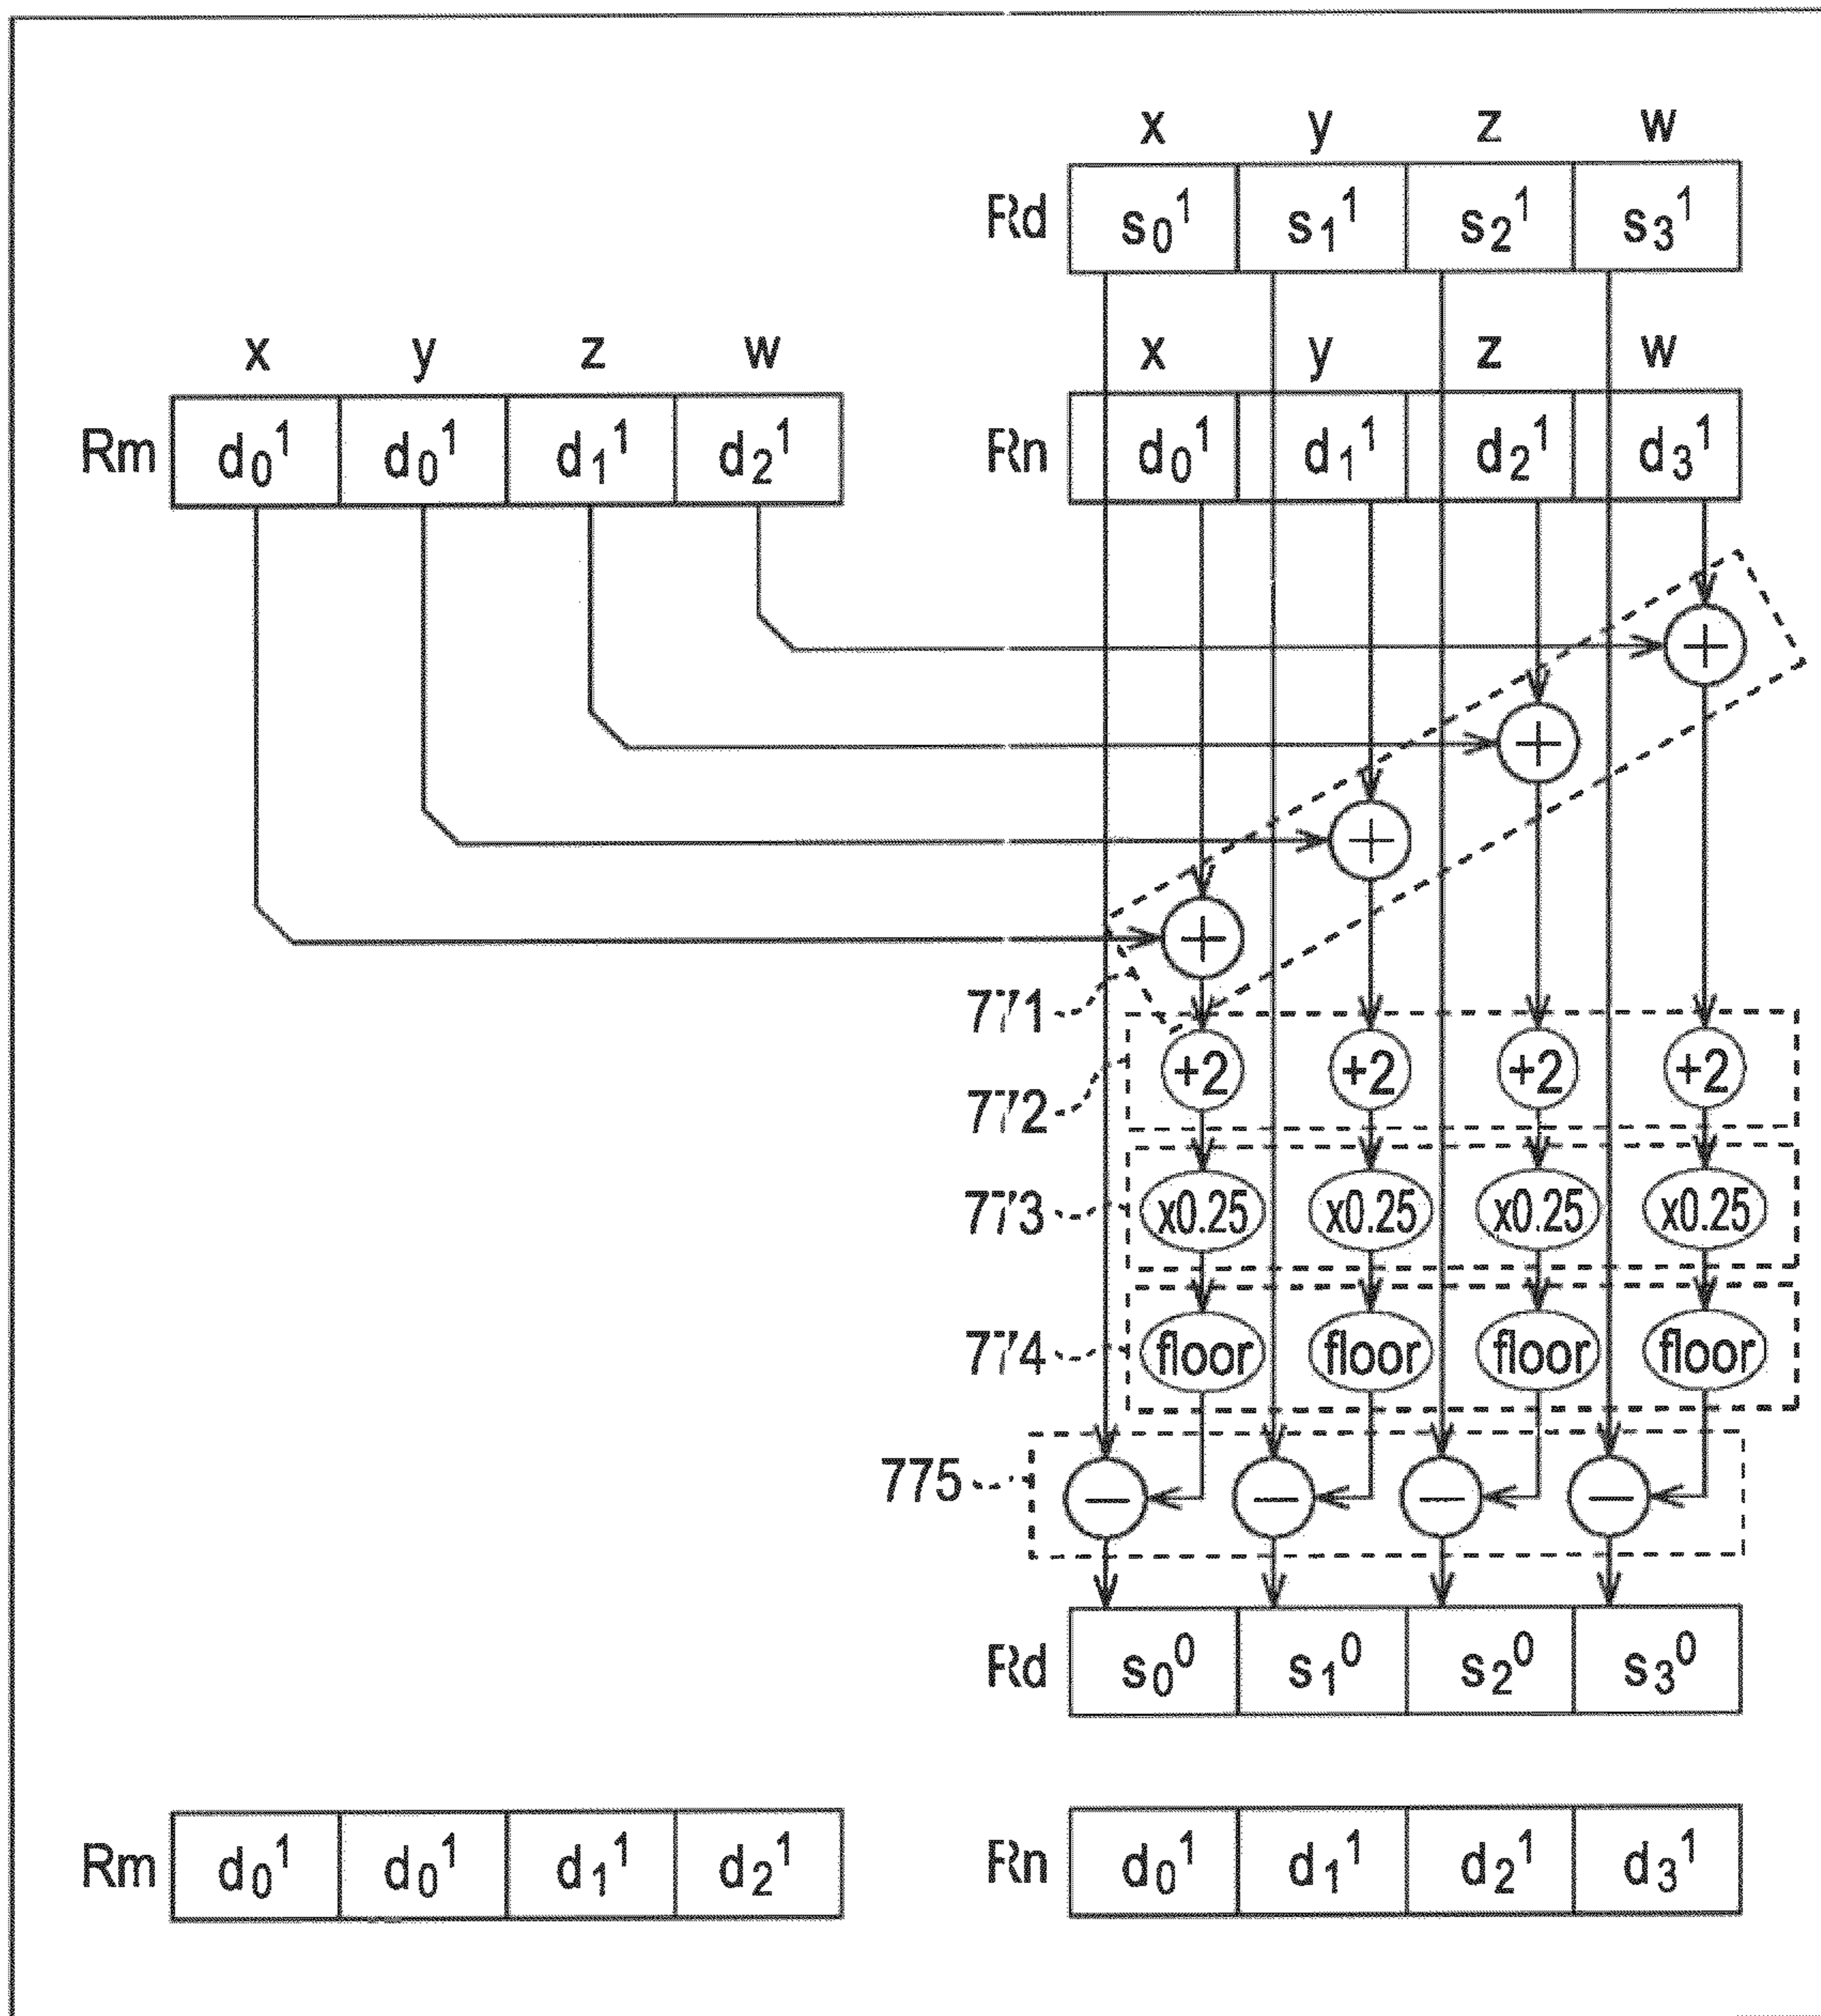 x y z w
Rd s₀¹ s₁¹ s₂¹ s₃¹
x y z w x y z w
Rm d₀¹ d₀¹ d₁¹ d₂¹ Rn d₀¹ d₁¹ d₂¹ d₃¹
+
+
+
+
771
+2 +2 +2 +2
772
773 x0.25 x0.25 x0.25 x0.25
774 floor floor floor floor
775 − − − −
Rd s₀⁰ s₁⁰ s₂⁰ s₃⁰
Rm d₀¹ d₀¹ d₁¹ d₂¹ Rn d₀¹ d₁¹ d₂¹ d₃¹